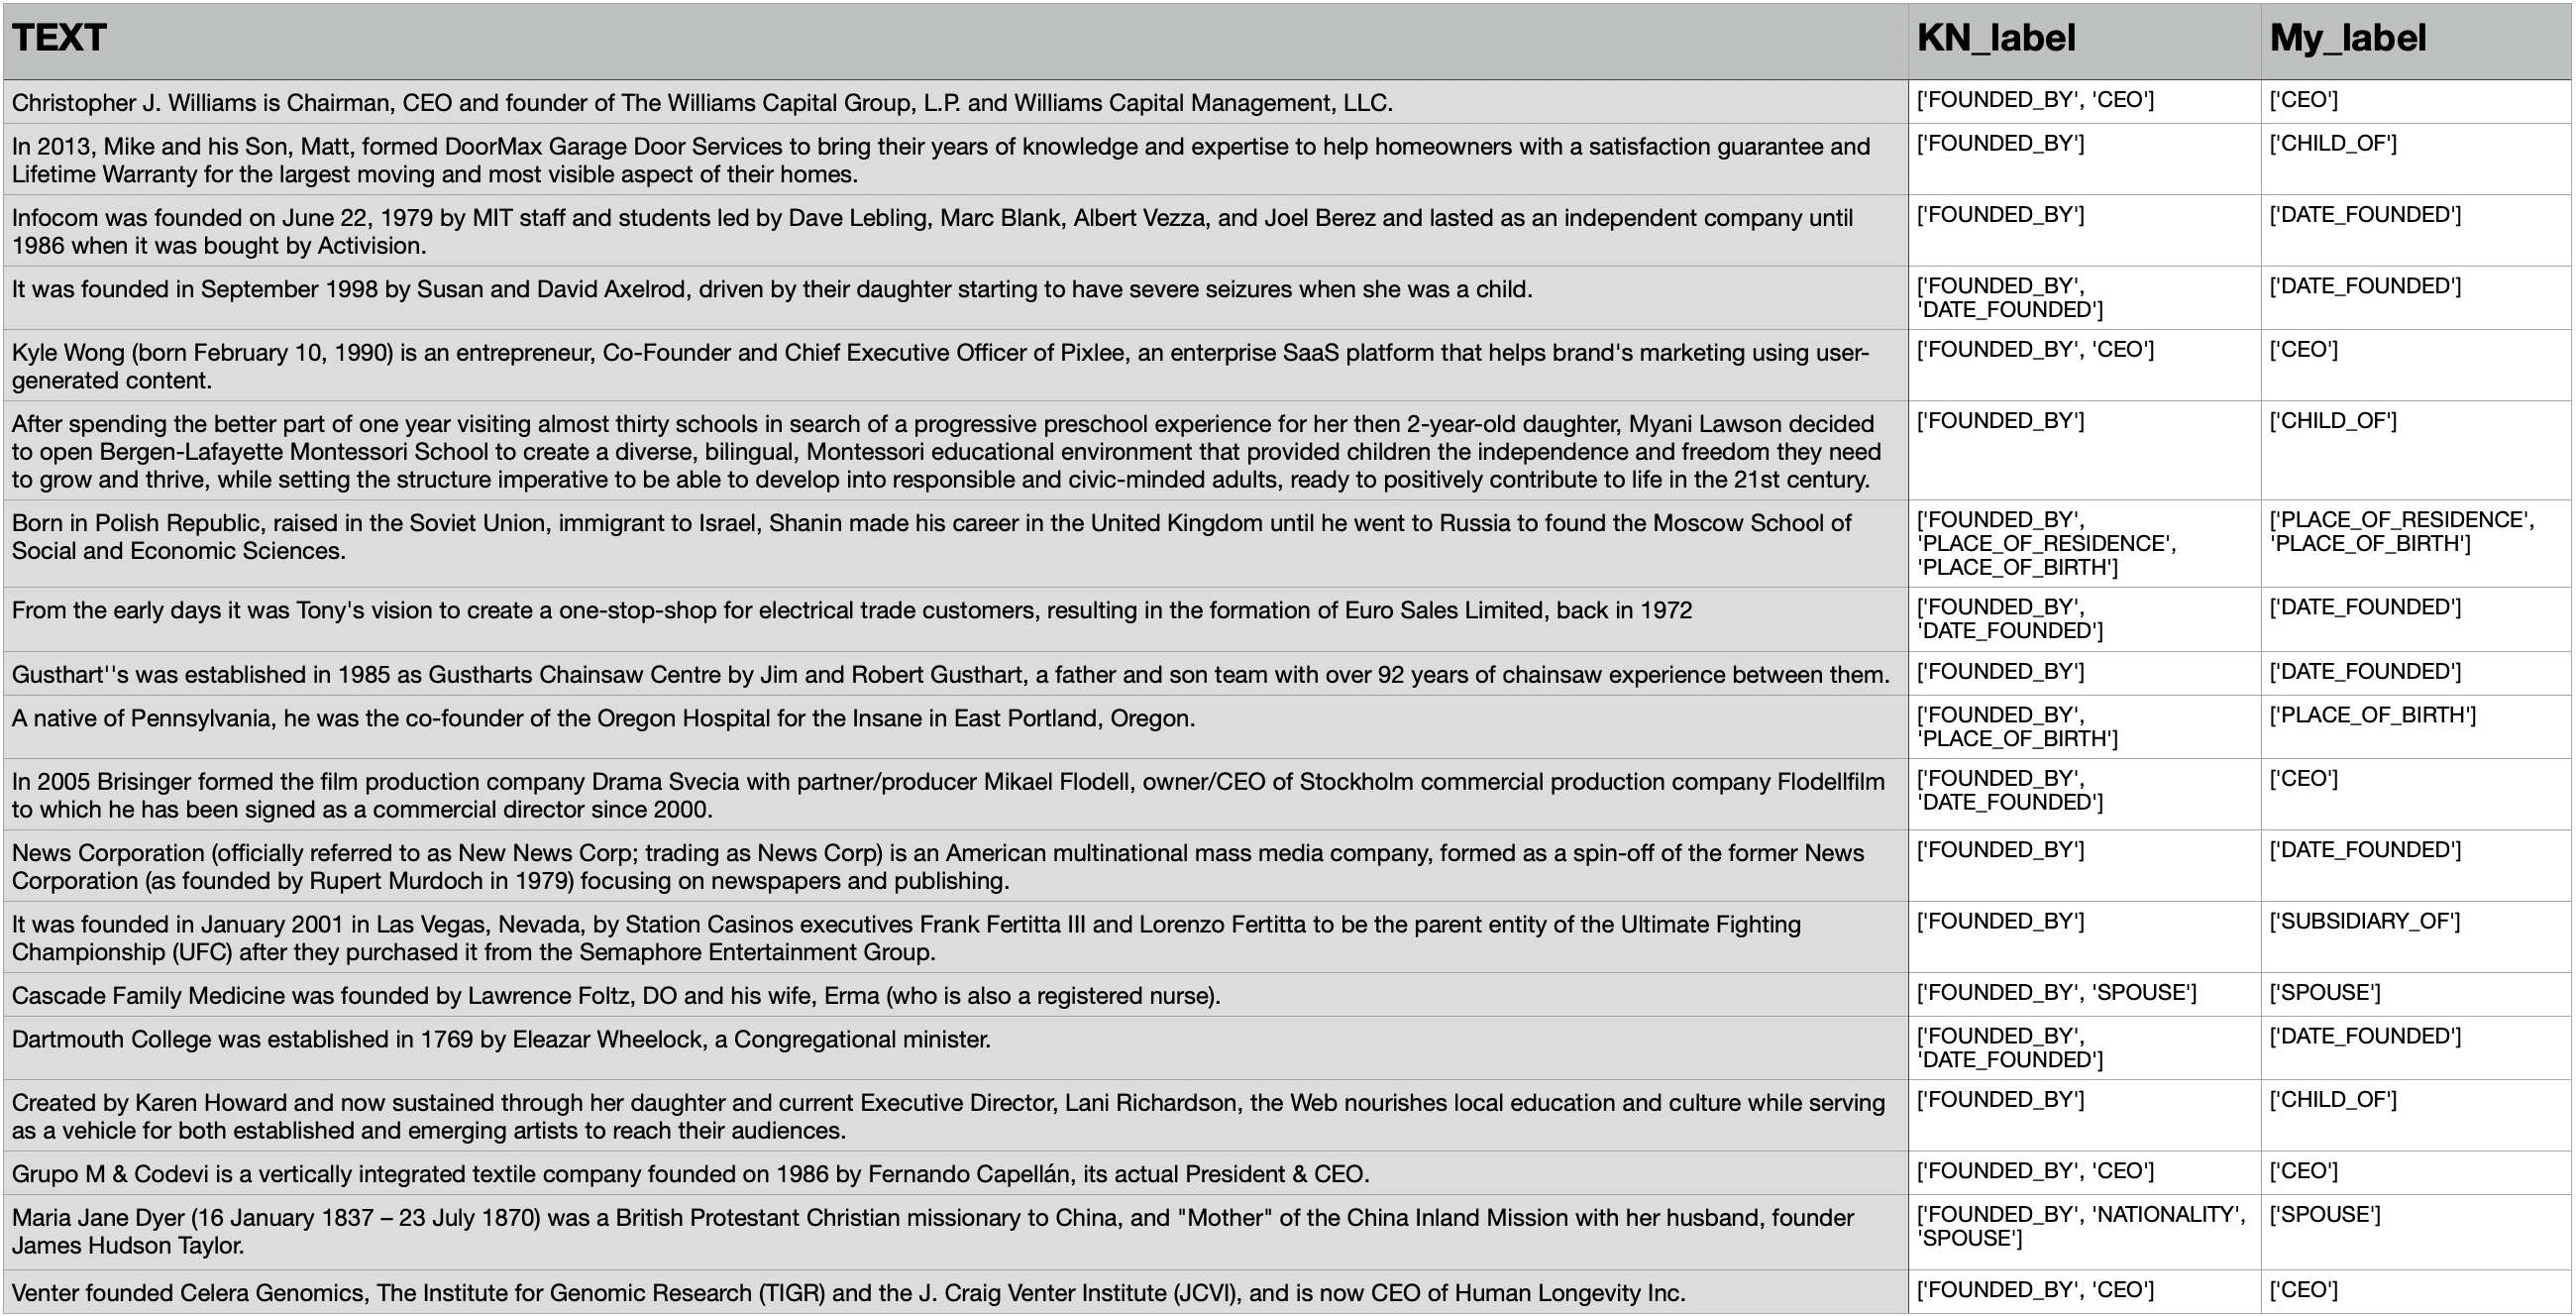 TEXT KN_label My_label
Christopher J. Williams is Chairman, CEO and founder of The Williams Capital Group, L.P. and Williams Capital Management, LLC. ['FOUNDED_BY', 'CEO'] ['CEO']
In 2013, Mike and his Son, Matt, formed DoorMax Garage Door Services to bring their years of knowledge and expertise to help homeowners with a satisfaction guarantee and
Lifetime Warranty for the largest moving and most visible aspect of their homes.
['FOUNDED_BY'] ['CHILD_OF']
Infocom was founded on June 22, 1979 by MIT staff and students led by Dave Lebling, Marc Blank, Albert Vezza, and Joel Berez and lasted as an independent company until
1986 when it was bought by Activision.
['FOUNDED_BY'] ['DATE_FOUNDED']
It was founded in September 1998 by Susan and David Axelrod, driven by their daughter starting to have severe seizures when she was a child.
['FOUNDED_BY',
'DATE_FOUNDED']
['DATE_FOUNDED']
Kyle Wong (born February 10, 1990) is an entrepreneur, Co-Founder and Chief Executive Officer of Pixlee, an enterprise SaaS platform that helps brand's marketing using user-
generated content.
['FOUNDED_BY', 'CEO'] ['CEO']
After spending the better part of one year visiting almost thirty schools in search of a progressive preschool experience for her then 2-year-old daughter, Myani Lawson decided
to open Bergen-Lafayette Montessori School to create a diverse, bilingual, Montessori educational environment that provided children the independence and freedom they need
to grow and thrive, while setting the structure imperative to be able to develop into responsible and civic-minded adults, ready to positively contribute to life in the 21st century.
['FOUNDED_BY'] ['CHILD_OF']
Born in Polish Republic, raised in the Soviet Union, immigrant to Israel, Shanin made his career in the United Kingdom until he went to Russia to found the Moscow School of
Social and Economic Sciences.
['FOUNDED_BY',
'PLACE_OF_RESIDENCE',
'PLACE_OF_BIRTH']
['PLACE_OF_RESIDENCE',
'PLACE_OF_BIRTH']
From the early days it was Tony's vision to create a one-stop-shop for electrical trade customers, resulting in the formation of Euro Sales Limited, back in 1972
['FOUNDED_BY',
'DATE_FOUNDED']
['DATE_FOUNDED']
Gusthart''s was established in 1985 as Gustharts Chainsaw Centre by Jim and Robert Gusthart, a father and son team with over 92 years of chainsaw experience between them. ['FOUNDED_BY'] ['DATE_FOUNDED']
A native of Pennsylvania, he was the co-founder of the Oregon Hospital for the Insane in East Portland, Oregon.
['FOUNDED_BY',
'PLACE_OF_BIRTH']
['PLACE_OF_BIRTH']
In 2005 Brisinger formed the film production company Drama Svecia with partner/producer Mikael Flodell, owner/CEO of Stockholm commercial production company Flodellfilm
to which he has been signed as a commercial director since 2000.
['FOUNDED_BY',
'DATE_FOUNDED']
['CEO']
News Corporation (officially referred to as New News Corp; trading as News Corp) is an American multinational mass media company, formed as a spin-off of the former News
Corporation (as founded by Rupert Murdoch in 1979) focusing on newspapers and publishing.
['FOUNDED_BY'] ['DATE_FOUNDED']
It was founded in January 2001 in Las Vegas, Nevada, by Station Casinos executives Frank Fertitta III and Lorenzo Fertitta to be the parent entity of the Ultimate Fighting
Championship (UFC) after they purchased it from the Semaphore Entertainment Group.
['FOUNDED_BY'] ['SUBSIDIARY_OF']
Cascade Family Medicine was founded by Lawrence Foltz, DO and his wife, Erma (who is also a registered nurse). ['FOUNDED_BY', 'SPOUSE'] ['SPOUSE']
Dartmouth College was established in 1769 by Eleazar Wheelock, a Congregational minister.
['FOUNDED_BY',
'DATE_FOUNDED']
['DATE_FOUNDED']
Created by Karen Howard and now sustained through her daughter and current Executive Director, Lani Richardson, the Web nourishes local education and culture while serving
as a vehicle for both established and emerging artists to reach their audiences.
['FOUNDED_BY'] ['CHILD_OF']
Grupo M & Codevi is a vertically integrated textile company founded on 1986 by Fernando Capellán, its actual President & CEO. ['FOUNDED_BY', 'CEO'] ['CEO']
Maria Jane Dyer (16 January 1837 – 23 July 1870) was a British Protestant Christian missionary to China, and "Mother" of the China Inland Mission with her husband, founder
James Hudson Taylor.
['FOUNDED_BY', 'NATIONALITY',
'SPOUSE']
['SPOUSE']
Venter founded Celera Genomics, The Institute for Genomic Research (TIGR) and the J. Craig Venter Institute (JCVI), and is now CEO of Human Longevity Inc. ['FOUNDED_BY', 'CEO'] ['CEO']